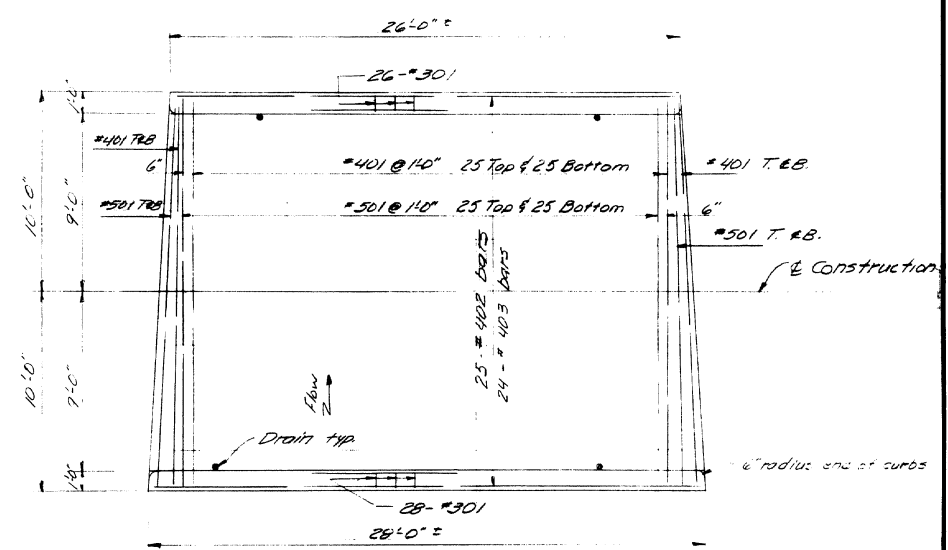 26'-0" ±
26-#301
1'-0"
#401 T&B
6"
#401 @ 1'-0" 25 Top & 25 Bottom
# 401 T. & B.
10'-0"
9'-0"
#501 T&B
#501 @ 1'-0" 25 Top & 25 Bottom
6"
#501 T. & B.
25 - # 402 bars
24 - # 403 bars
℄ Construction
10'-0"
9'-0"
Flow
Drain typ.
1'-0"
6" radius end of curbs
28-#301
28'-0" ±